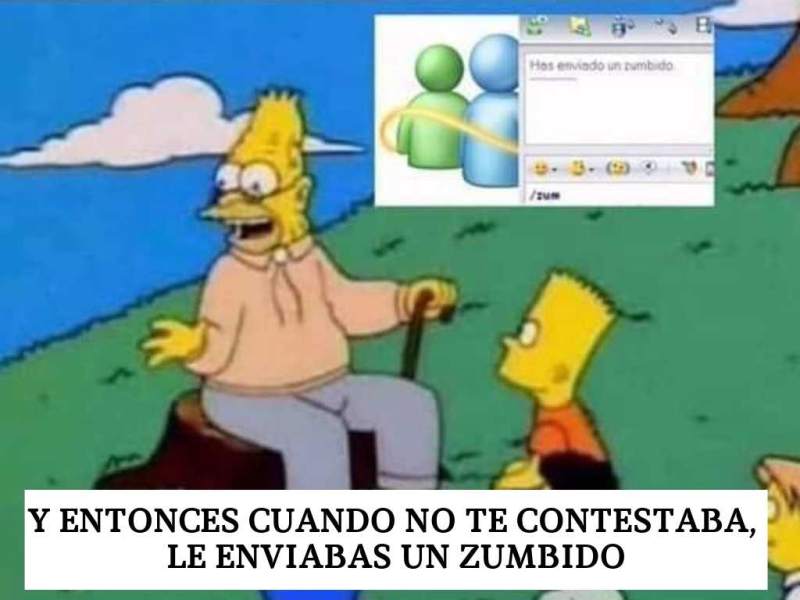 Has enviado un zumbido.
/zum
Y ENTONCES CUANDO NO TE CONTESTABA,
LE ENVIABAS UN ZUMBIDO